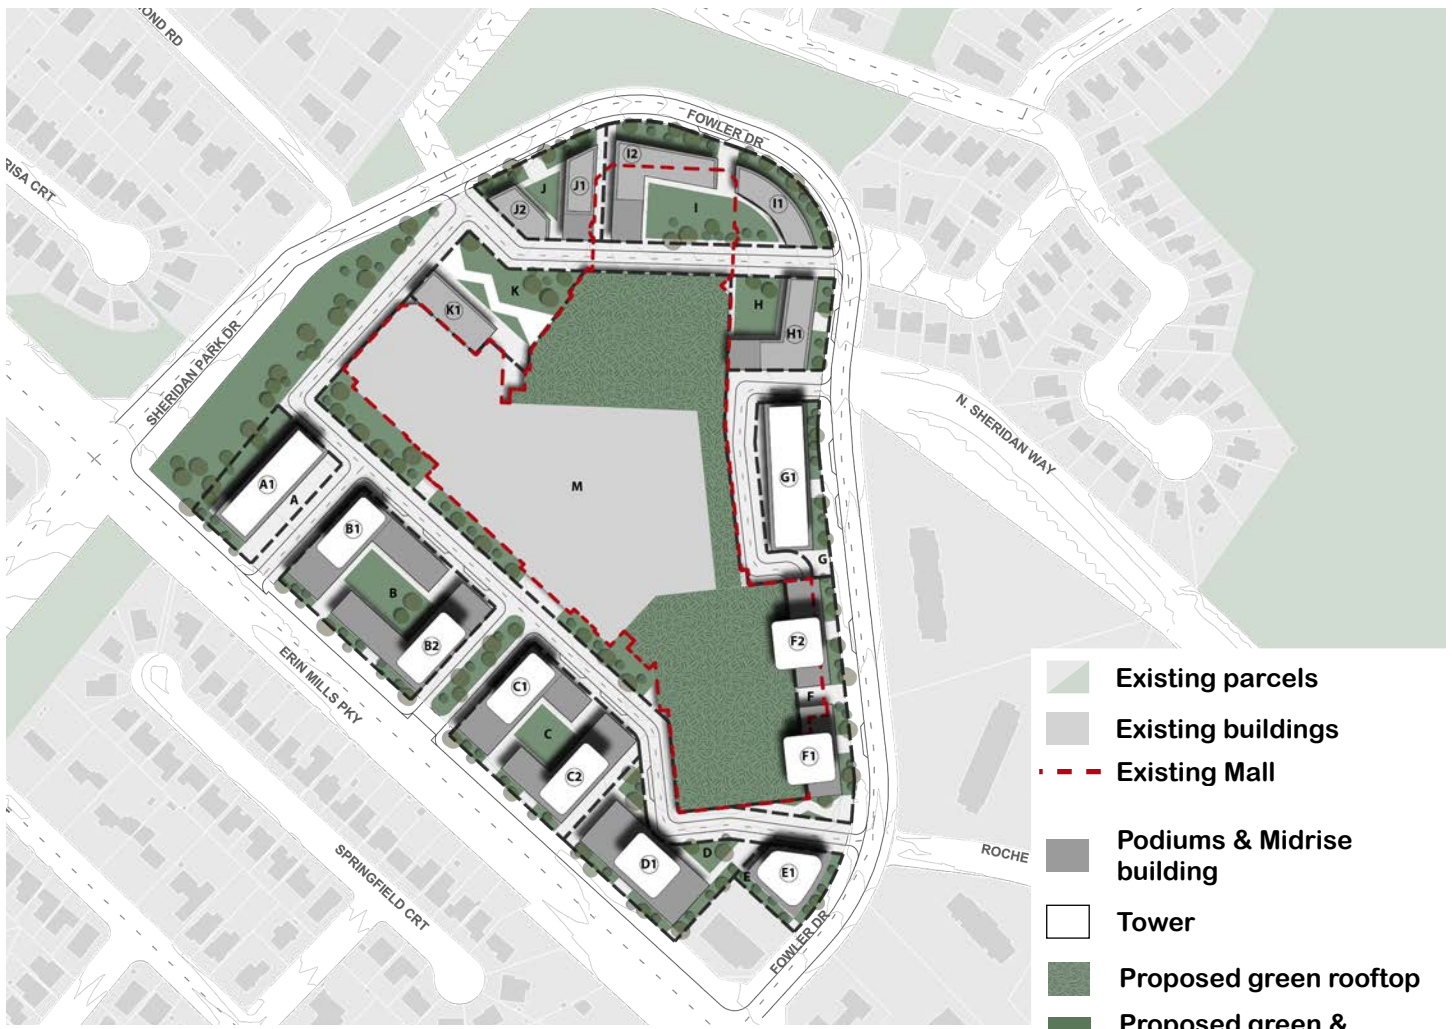 OND RD
RISA CRT
FOWLER DR
I2
J
J1
I
I1
J2
K
K1
H
H1
SHERIDAN PARK DR
N. SHERIDAN WAY
A1
A
M
G1
B1
G
B
B2
F2
ERIN MILLS PKY
C1
F
C
C2
F1
SPRINGFIELD CRT
D1
D
E
E1
ROCHE
FOWLER DR
Existing parcels
Existing buildings
Existing Mall
Podiums & Midrise
building
Tower
Proposed green rooftop
Proposed green &